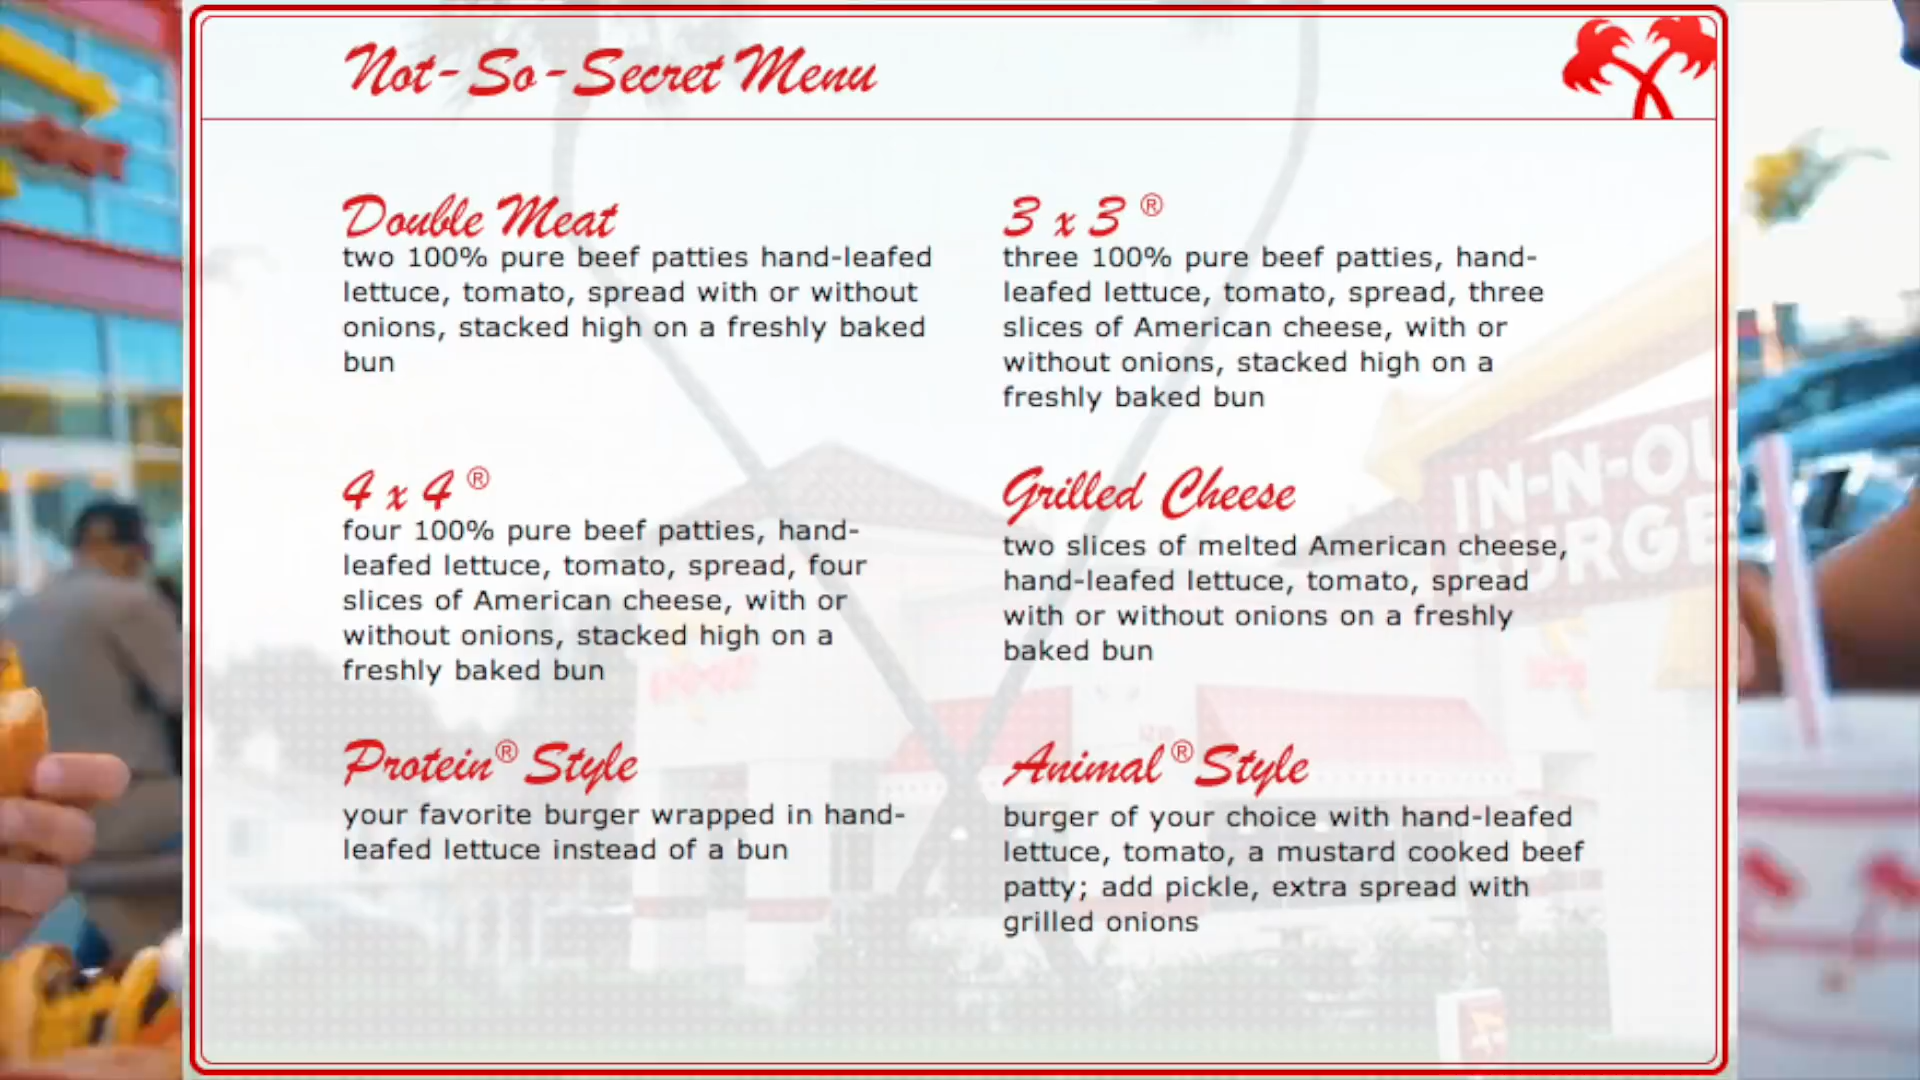 Not-So-Secret Menu
Double Meat
two 100% pure beef patties hand-leafed
lettuce, tomato, spread with or without
onions, stacked high on a freshly baked
bun
3 x 3 ®
three 100% pure beef patties, hand-
leafed lettuce, tomato, spread, three
slices of American cheese, with or
without onions, stacked high on a
freshly baked bun
4 x 4 ®
four 100% pure beef patties, hand-
leafed lettuce, tomato, spread, four
slices of American cheese, with or
without onions, stacked high on a
freshly baked bun
Grilled Cheese
two slices of melted American cheese,
hand-leafed lettuce, tomato, spread
with or without onions on a freshly
baked bun
Protein® Style
your favorite burger wrapped in hand-
leafed lettuce instead of a bun
Animal® Style
burger of your choice with hand-leafed
lettuce, tomato, a mustard cooked beef
patty; add pickle, extra spread with
grilled onions
IN-N-OU
BURGE